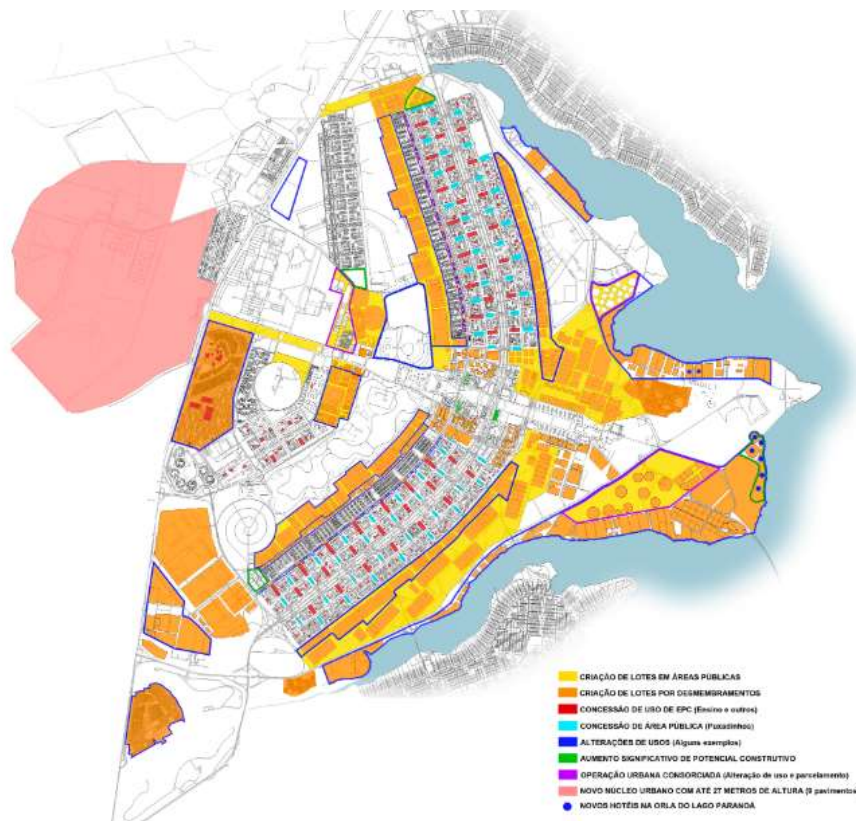 CRIAÇÃO DE LOTES EM ÁREAS PÚBLICAS
CRIAÇÃO DE LOTES POR DESMEMBRAMENTOS
CONCESSÃO DE USO DE EPC (Ensino e outros)
CONCESSÃO DE ÁREA PÚBLICA (Puxadinhos)
ALTERAÇÕES DE USOS (Alguns exemplos)
AUMENTO SIGNIFICATIVO DE POTENCIAL CONSTRUTIVO
OPERAÇÃO URBANA CONSORCIADA (Alteração de uso e parcelamento)
NOVO NÚCLEO URBANO COM ATÉ 27 METROS DE ALTURA (9 pavimentos
NOVOS HOTÉIS NA ORLA DO LAGO PARANOÁ